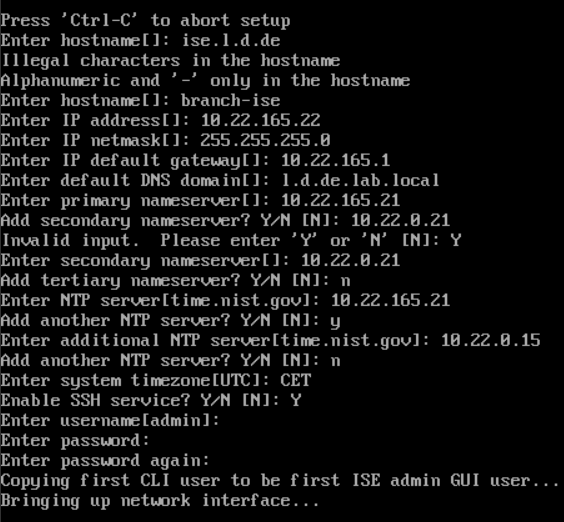 Press 'Ctrl-C' to abort setup
Enter hostname[]: ise.l.d.de
Illegal characters in the hostname
Alphanumeric and '-' only in the hostname
Enter hostname[]: branch-ise
Enter IP address[]: 10.22.165.22
Enter IP netmask[]: 255.255.255.0
Enter IP default gateway[]: 10.22.165.1
Enter default DNS domain[]: l.d.de.lab.local
Enter primary nameserver[]: 10.22.165.21
Add secondary nameserver? Y/N [N]: 10.22.0.21
Invalid input.  Please enter 'Y' or 'N' [N]: Y
Enter secondary nameserver[]: 10.22.0.21
Add tertiary nameserver? Y/N [N]: n
Enter NTP server[time.nist.gov]: 10.22.165.21
Add another NTP server? Y/N [N]: y
Enter additional NTP server[time.nist.gov]: 10.22.0.15
Add another NTP server? Y/N [N]: n
Enter system timezone[UTC]: CET
Enable SSH service? Y/N [N]: Y
Enter username[admin]:
Enter password:
Enter password again:
Copying first CLI user to be first ISE admin GUI user...
Bringing up network interface...